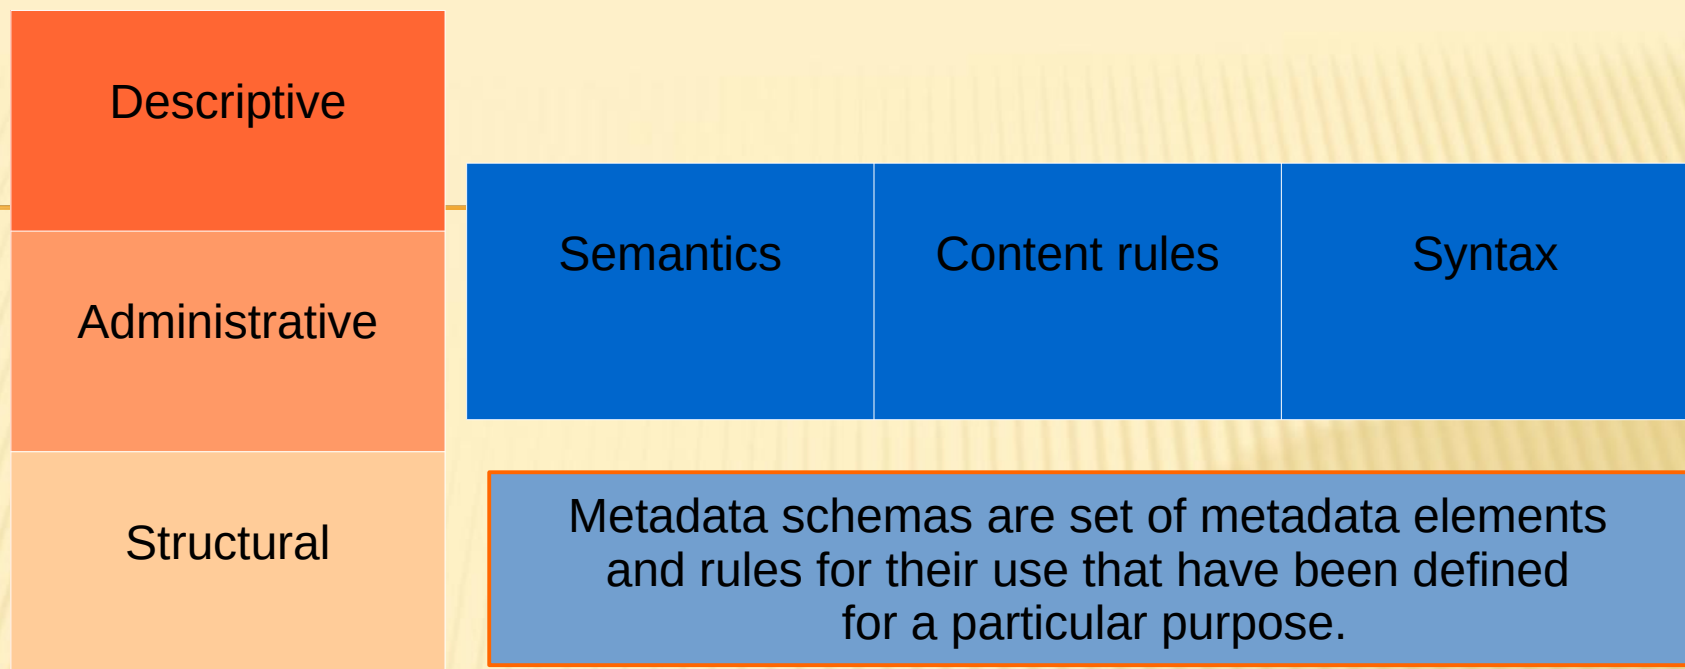 Descriptive
Administrative
Structural
Semantics
Content rules
Syntax
Metadata schemas are set of metadata elements
and rules for their use that have been defined
for a particular purpose.